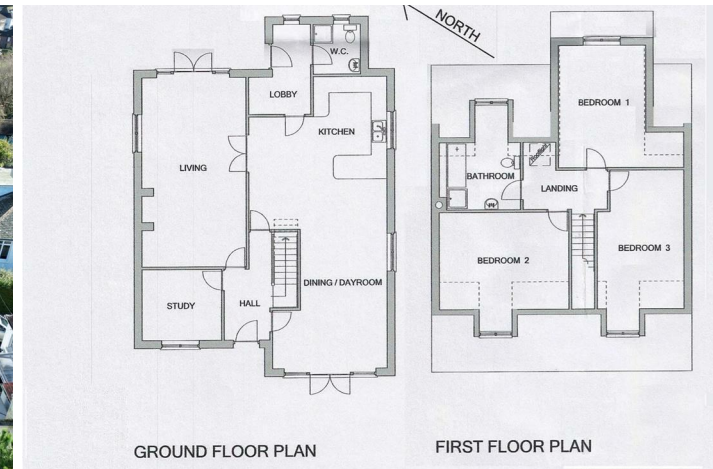 NORTH
W.C.
LOBBY
KITCHEN
LIVING
DINING / DAYROOM
HALL
STUDY
GROUND FLOOR PLAN
BEDROOM 1
BATHROOM
LANDING
BEDROOM 2
BEDROOM 3
FIRST FLOOR PLAN